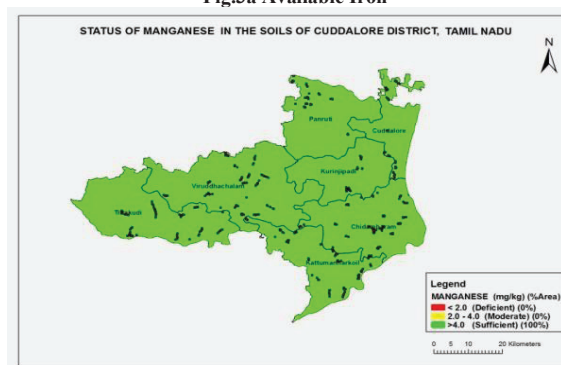 Fig.3a Available Iron
STATUS OF MANGANESE IN THE SOILS OF CUDDALORE DISTRICT, TAMIL NADU
N
Panruti
Cuddalore
Kurinjipadi
Virudhachalam
Chidambaram
Kattumannarkoil
Legend
MANGANESE (mg/kg) (%Area)
< 2.0 (Deficient) (0%)
2.0 - 4.0 (Moderate) (0%)
>4.0 (Sufficient) (100%)
0 5 10 20 Kilometers